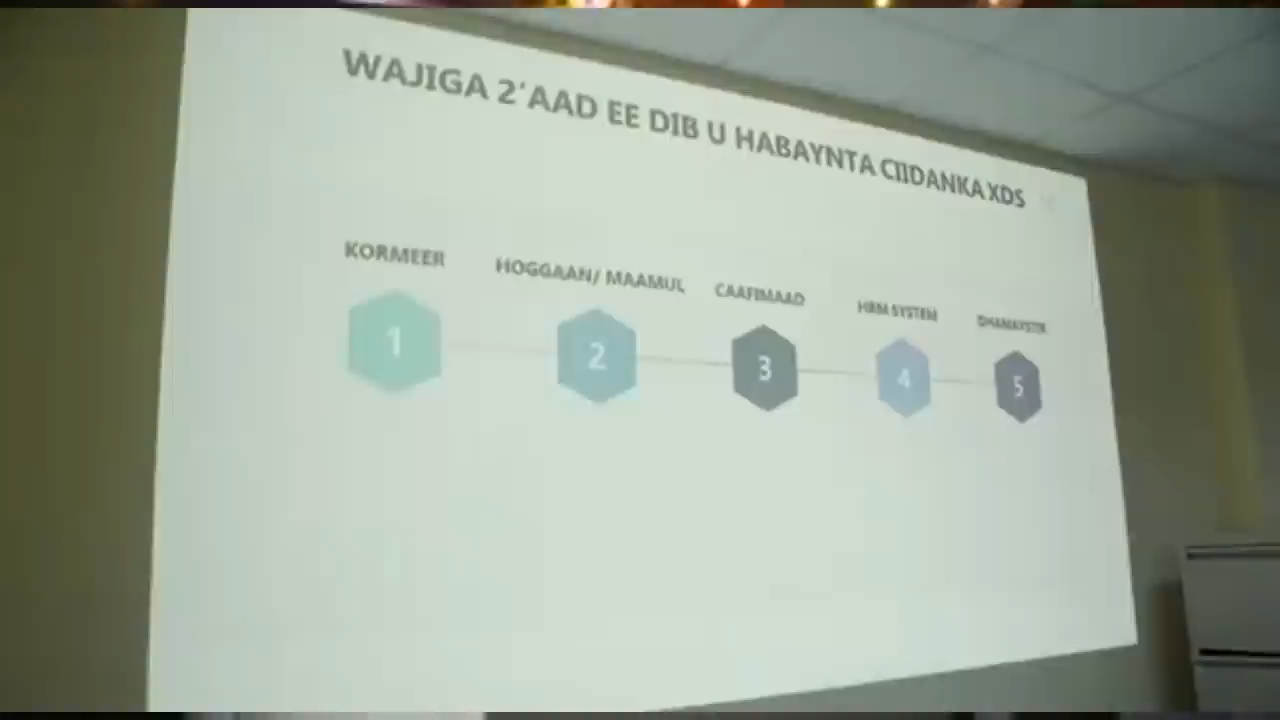 WAJIGA 2'AAD EE DIB U HABAYNTA CIIDANKA XDS
KORMEER
HOGGAAN/ MAAMUL
CAAFIMAAD
HRM SYSTEM
1
2
3
4
5